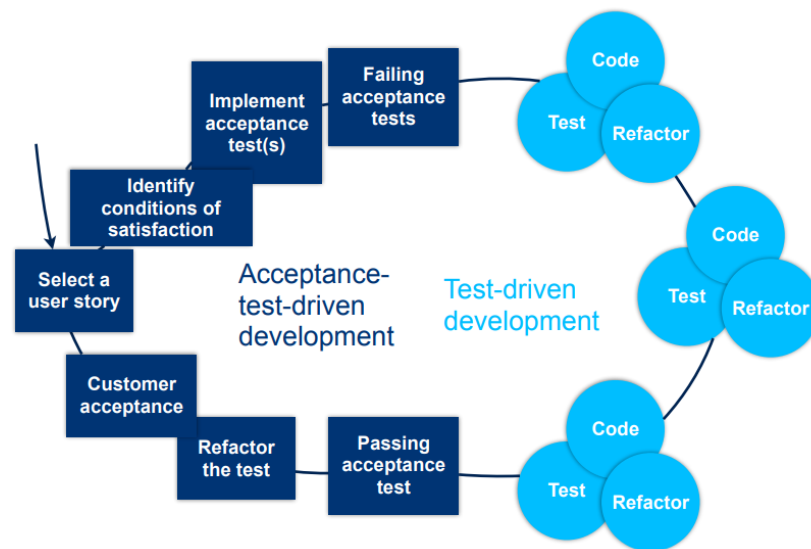 Select a
user story
Identify
conditions of
satisfaction
Implement
acceptance
test(s)
Failing
acceptance
tests
Code
Test
Refactor
Code
Test
Refactor
Code
Test
Refactor
Passing
acceptance
test
Refactor
the test
Customer
acceptance
Acceptance-
test-driven
development
Test-driven
development